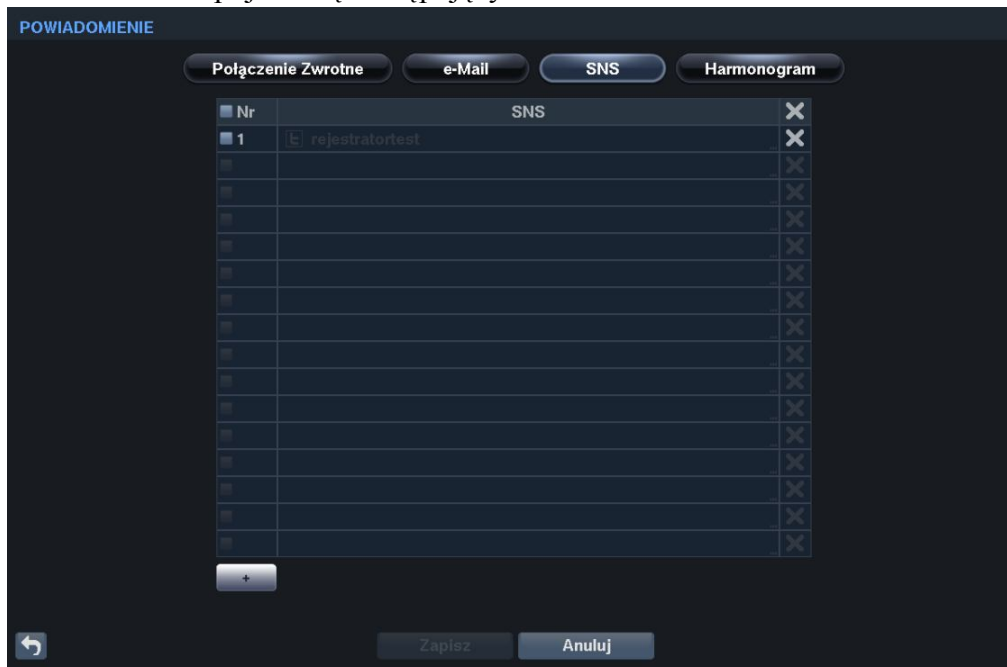 POWIADOMIENIE
Połączenie Zwrotne e-Mail SNS Harmonogram
Nr SNS
1 rejestratortest
+
Zapisz Anuluj